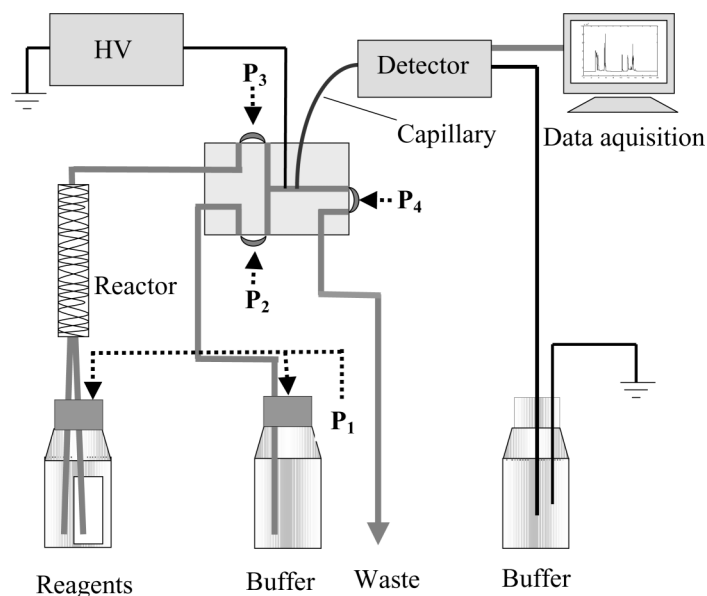 HV
P3
Detector
Capillary
Data aquisition
P4
Reactor
P2
P1
Reagents
Buffer
Waste
Buffer